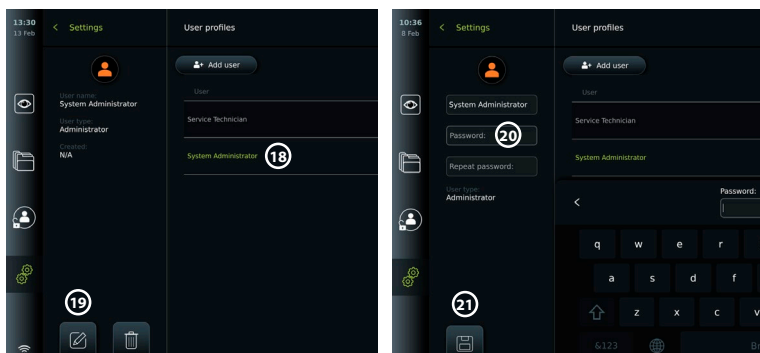 13:30
13 Feb
< Settings
User profiles
Add user
User name:
System Administrator
User type:
Administrator
Created:
N/A
User
Service Technician
System Administrator
18
19
10:36
8 Feb
< Settings
User profiles
Add user
System Administrator
Password:
20
Repeat password:
User type:
Administrator
User
Service Technician
System Administrator
<
Password:
q w e r
a s d f
z x c v
&123
21